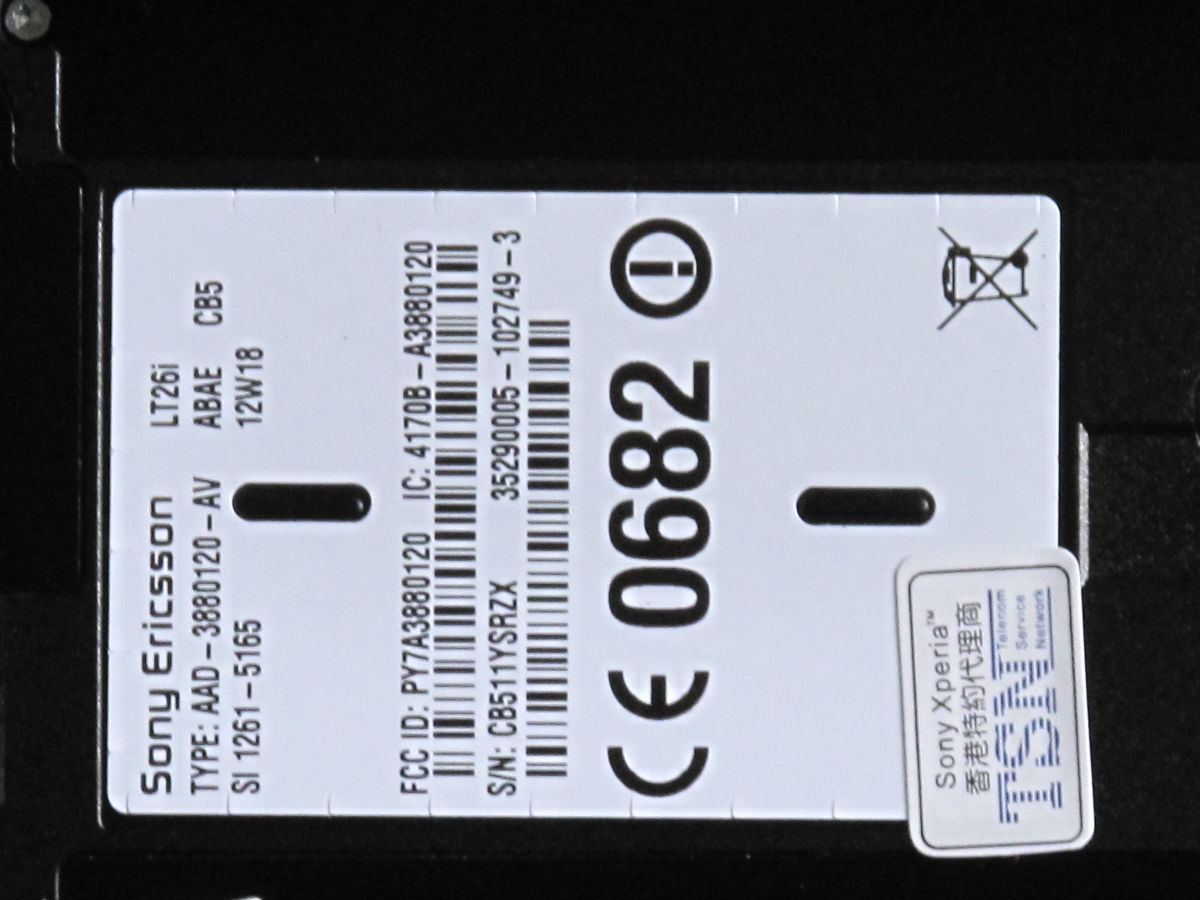 Sony Ericsson LT26i
TYPE: AAD-3880120-AV ABAE CB5
SI 1261-5165 12W18
FCC ID: PY7A3880120 IC: 4170B-A3880120
S/N: CB511YSRZX 35290005-102749-3
CE 0682
Sony Xperia™
香港特約代理商
TSN Telecom
Service
Network